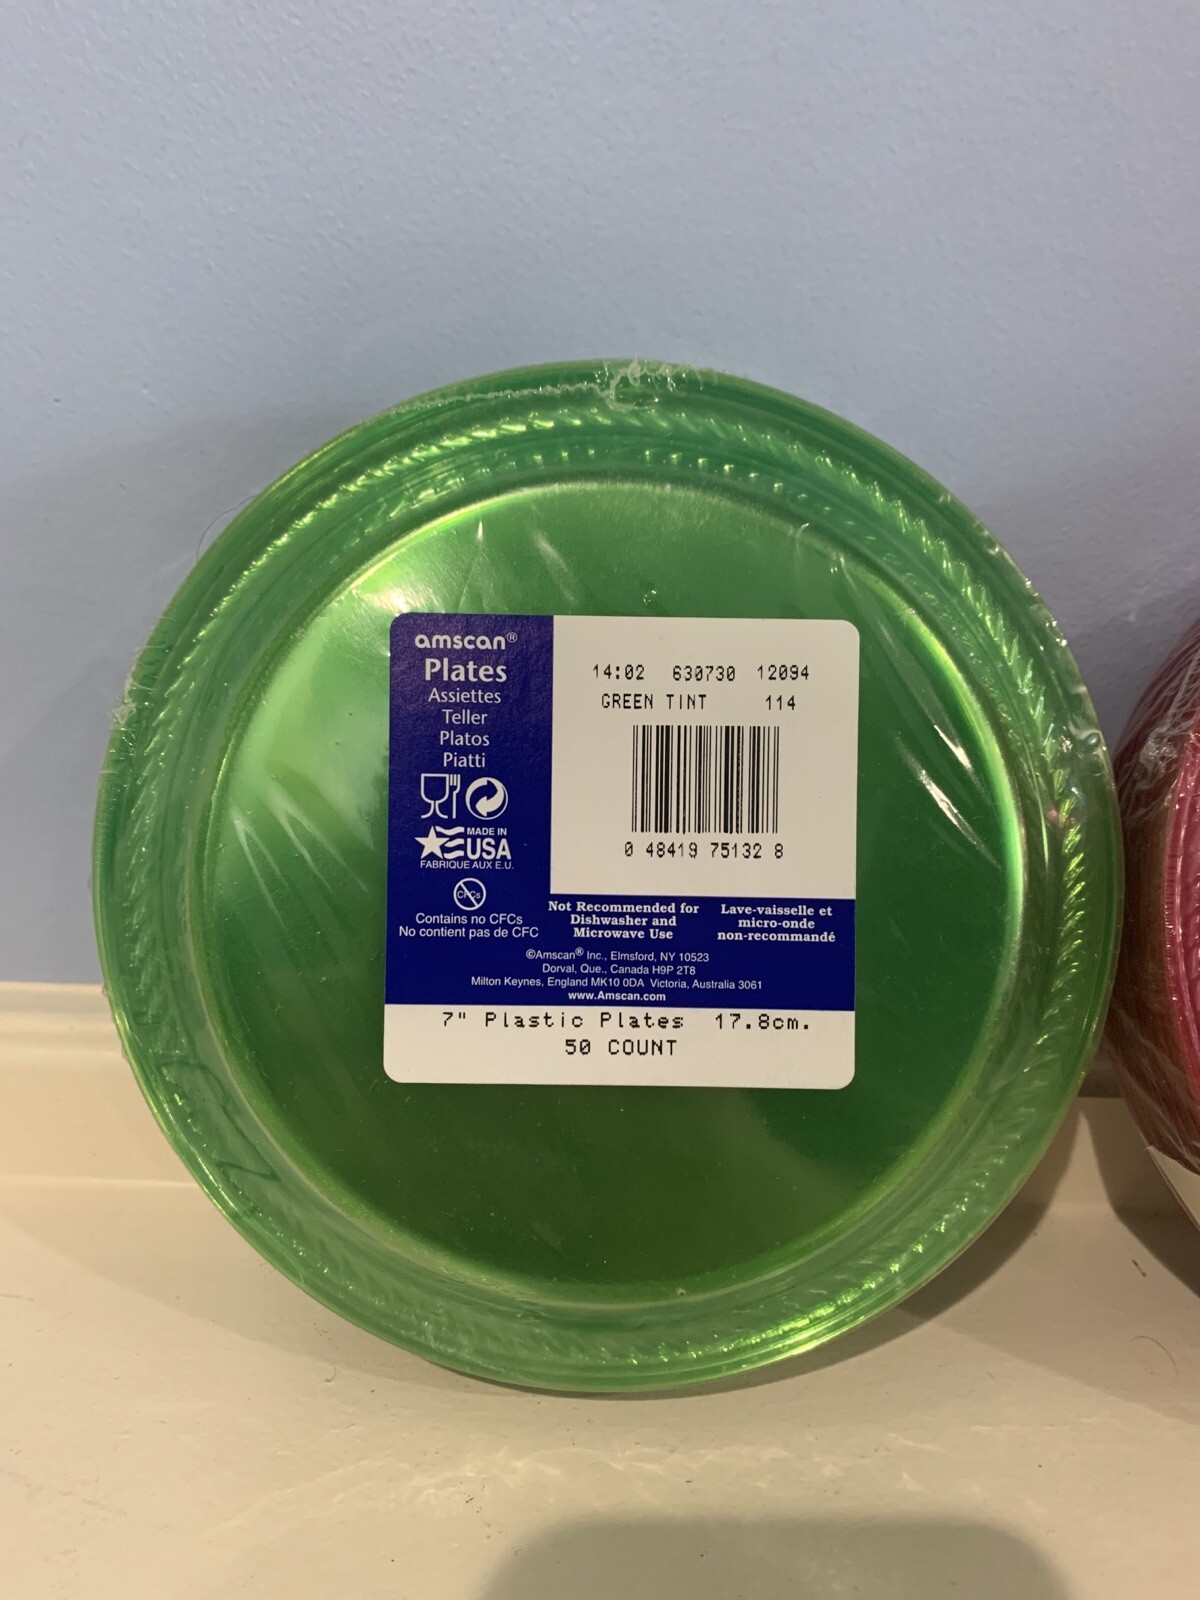 amscan®
Plates
Assiettes
Teller
Platos
Piatti
MADE IN
USA
FABRIQUE AUX E.U.
CFCs
Contains no CFCs
No contient pas de CFC
14:02 630730 12094
GREEN TINT 114
0 48419 75132 8
Not Recommended for
Dishwasher and
Microwave Use
Lave-vaisselle et
micro-onde
non-recommandé
©Amscan® Inc., Elmsford, NY 10523
Dorval, Que., Canada H9P 2T8
Milton Keynes, England MK10 0DA Victoria, Australia 3061
www.Amscan.com
7" Plastic Plates 17.8cm.
50 COUNT